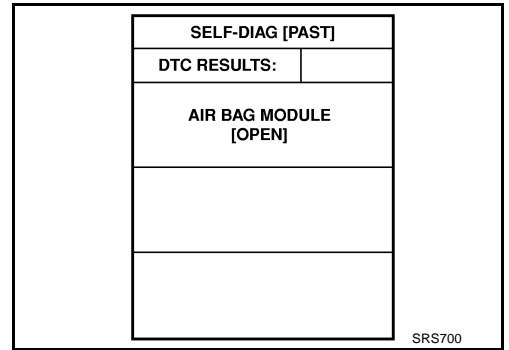 SELF-DIAG [PAST]
DTC RESULTS:
AIR BAG MODULE
[OPEN]
SRS700